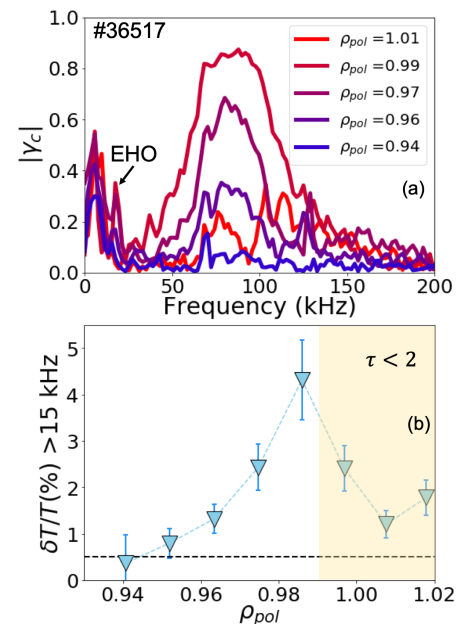 #36517
ρpol =1.01
ρpol =0.99
ρpol =0.97
ρpol =0.96
ρpol =0.94
EHO
(a)
|γc|
1.0
0.8
0.6
0.4
0.2
0.0
0 50 100 150 200
Frequency (kHz)
τ < 2
(b)
δT/T(%) >15 kHz
5
4
3
2
1
0
0.94 0.96 0.98 1.00 1.02
ρpol